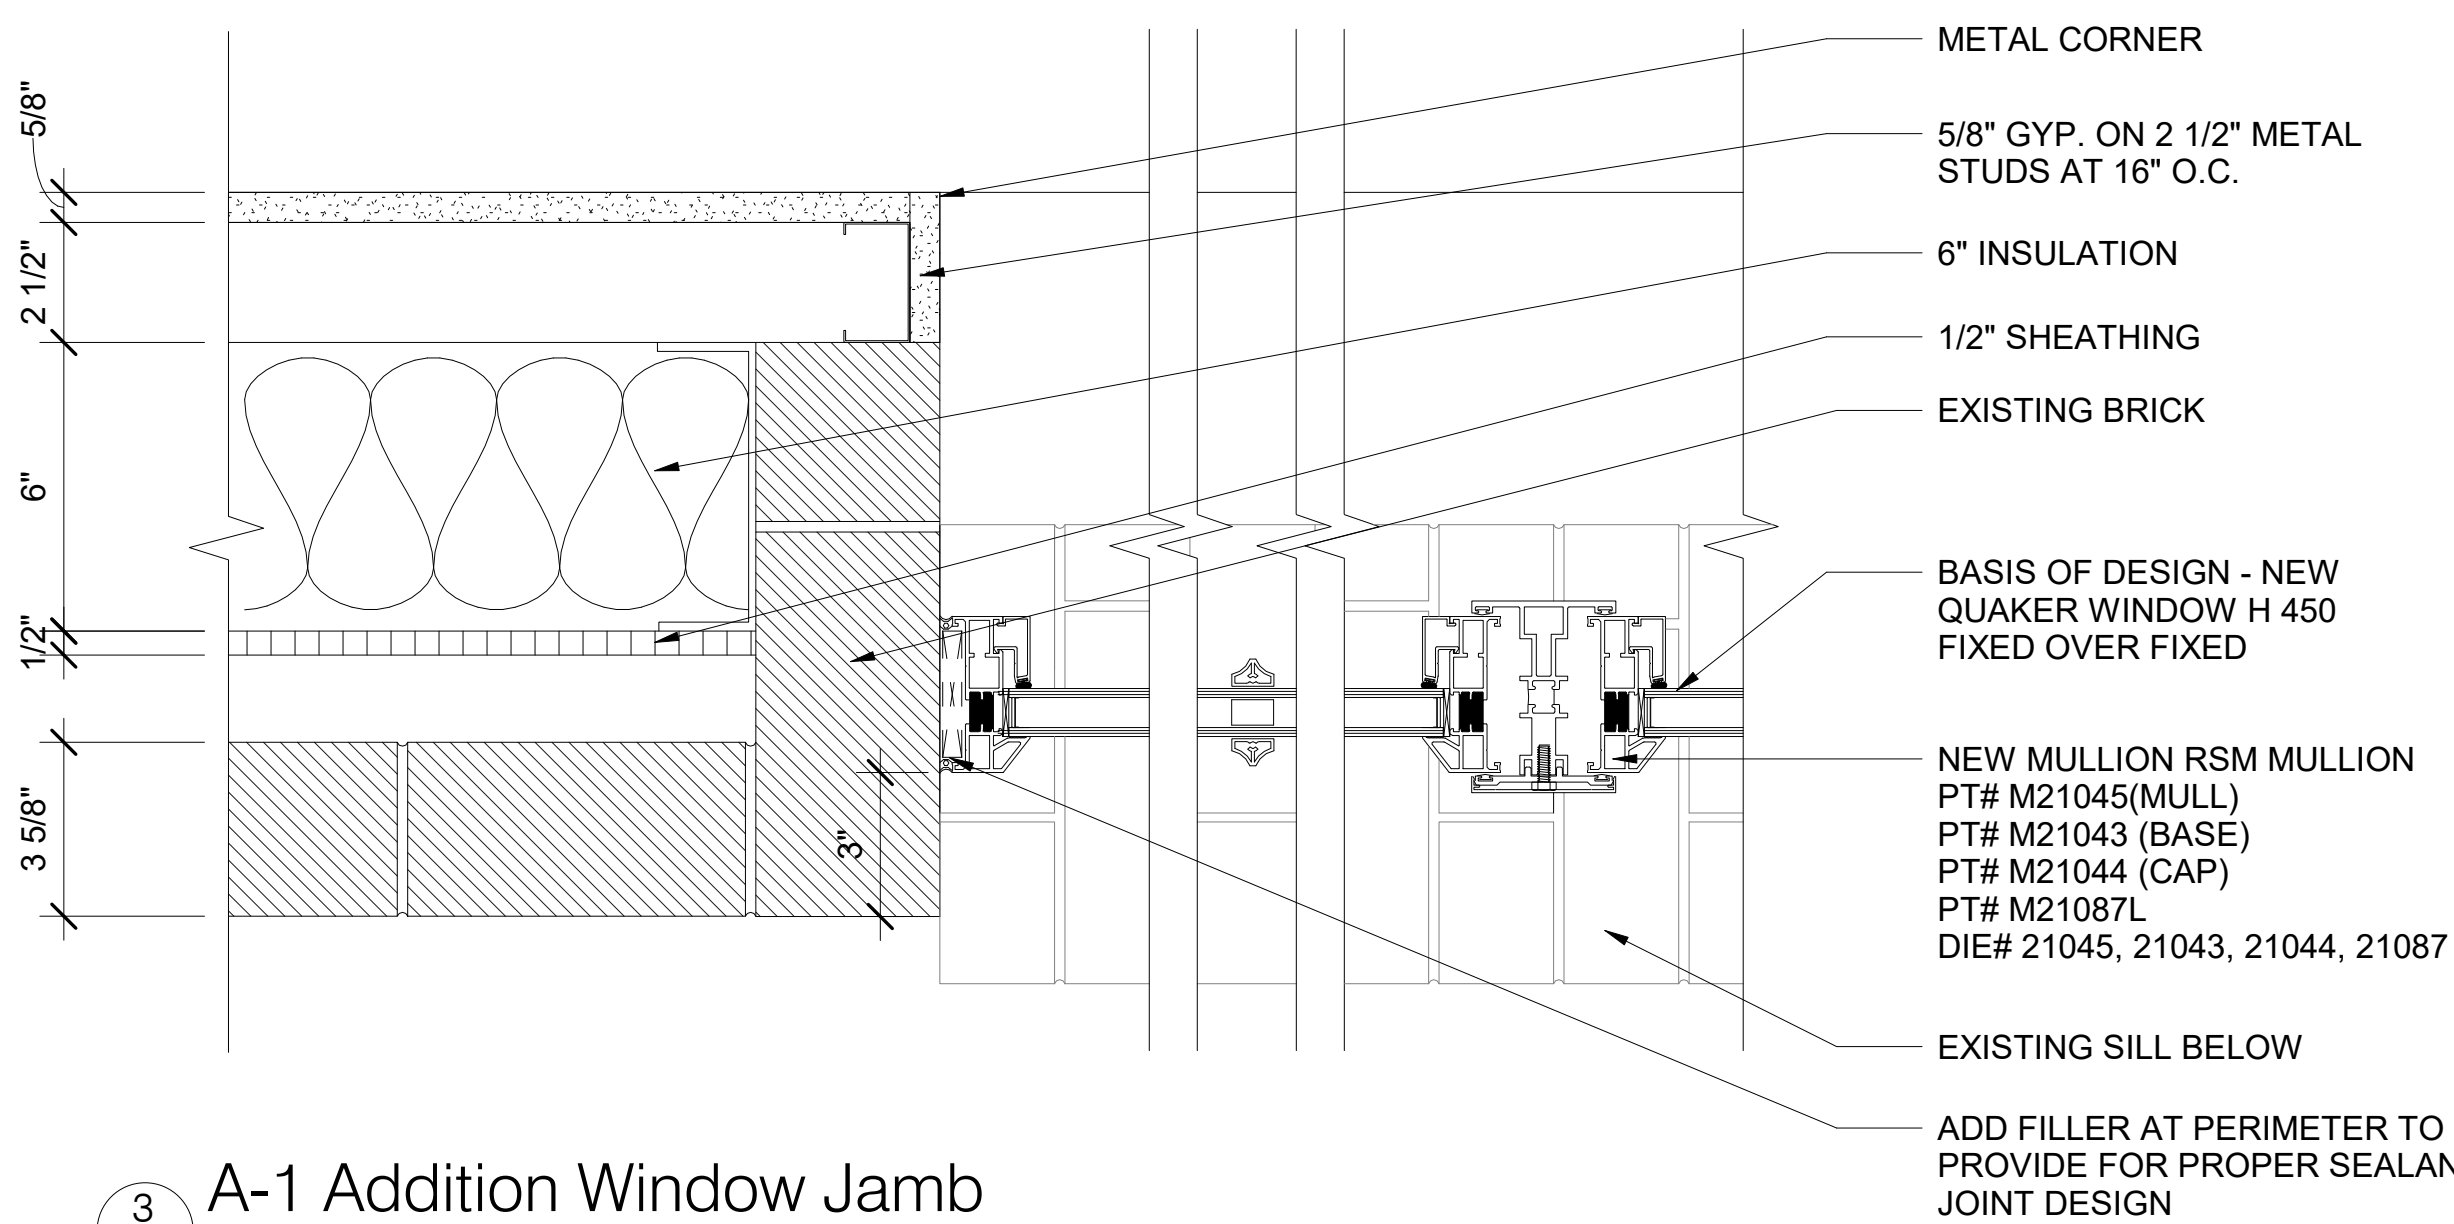 METAL CORNER
5/8" GYP. ON 2 1/2" METAL
STUDS AT 16" O.C.
6" INSULATION
1/2" SHEATHING
EXISTING BRICK
BASIS OF DESIGN - NEW
QUAKER WINDOW H 450
FIXED OVER FIXED
NEW MULLION RSM MULLION
PT# M21045(MULL)
PT# M21043 (BASE)
PT# M21044 (CAP)
PT# M21087L
DIE# 21045, 21043, 21044, 21087
EXISTING SILL BELOW
ADD FILLER AT PERIMETER TO
PROVIDE FOR PROPER SEALAN
JOINT DESIGN
5/8"
2 1/2"
6"
1/2"
3 5/8"
3"
3
A-1 Addition Window Jamb